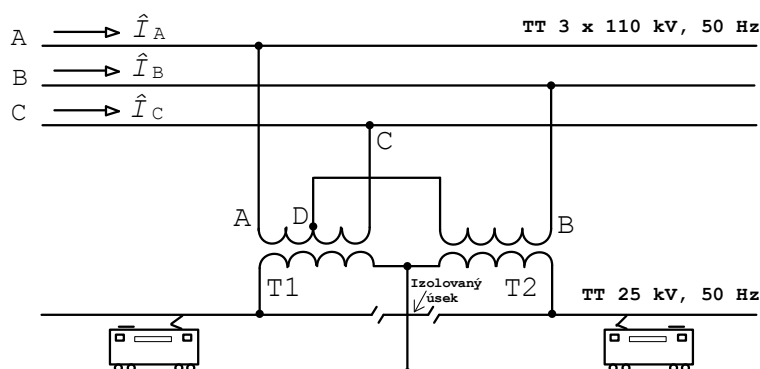 A Î A TT 3 x 110 kV, 50 Hz
B Î B
C Î C
C
A D B
T1 Izolovaný T2
úsek
TT 25 kV, 50 Hz